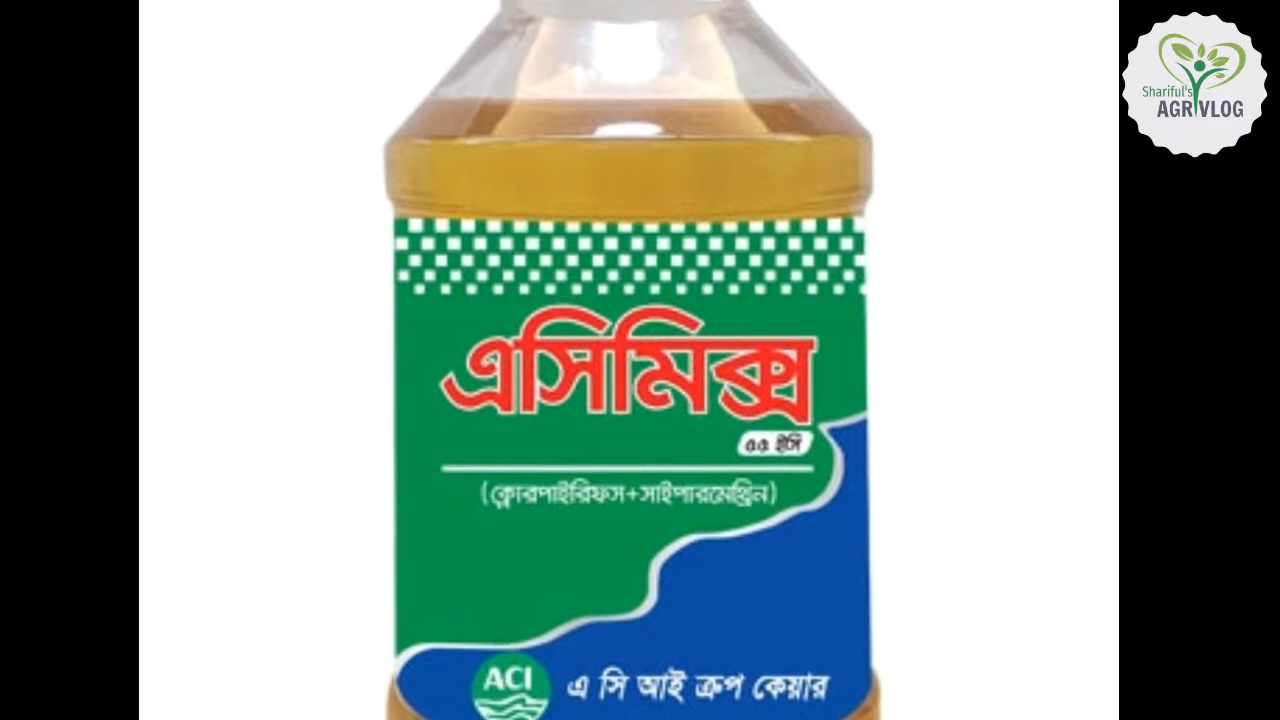 Shariful's
AGRIVLOG
এসিমিক্স
৫৫ ইসি
(ক্লোরপাইরিফস+সাইপারমেথ্রিন)
ACI
এ সি আই ক্রপ কেয়ার